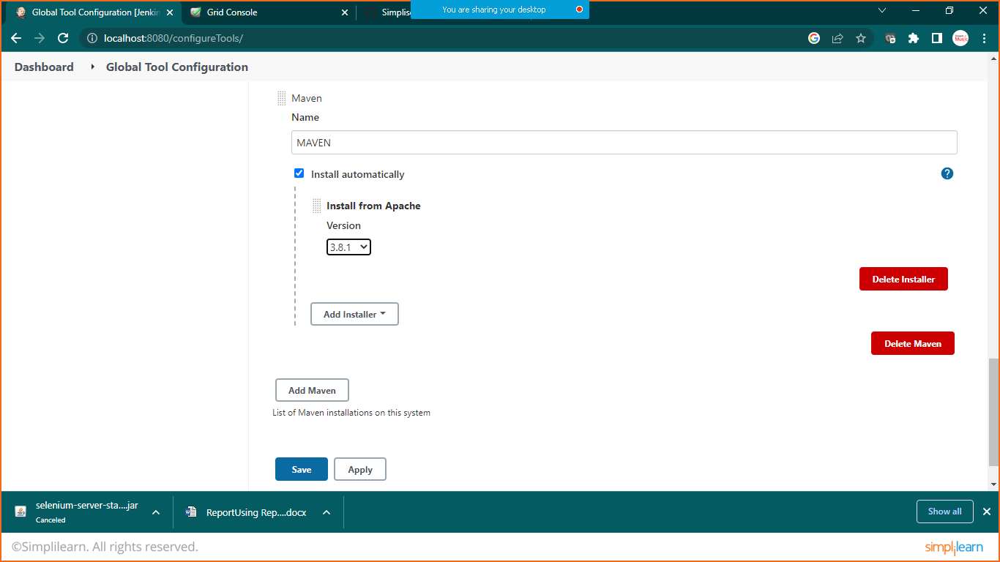 Global Tool Configuration [Jenkin
Grid Console
You are sharing your desktop
localhost:8080/configureTools/
Dashboard
Global Tool Configuration
Maven
Name
MAVEN
Install automatically
?
Install from Apache
Version
3.8.1
Delete Installer
Add Installer
Delete Maven
Add Maven
List of Maven installations on this system
Save
Apply
selenium-server-sta....jar
Canceled
ReportUsing Rep....docx
Show all
©Simplilearn. All rights reserved.
simplilearn